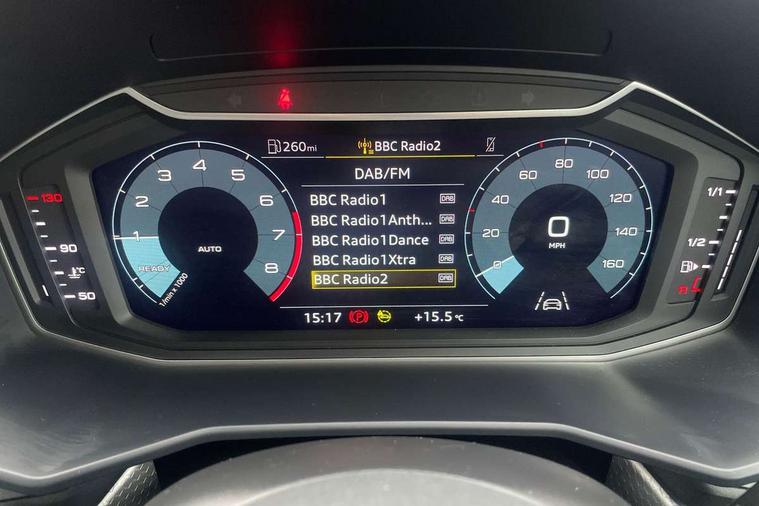 260mi BBC Radio2
DAB/FM
BBC Radio1 DAB
BBC Radio1Anth... DAB
BBC Radio1Dance DAB
BBC Radio1Xtra DAB
BBC Radio2 DAB
15:17 P +15.5°C
1 2 3 4 5 6 7 8
AUTO
READY
1/min x 1000
0 20 40 60 80 100 120 140 160
0
MPH
130
90
°C
50
1/1
1/2
R